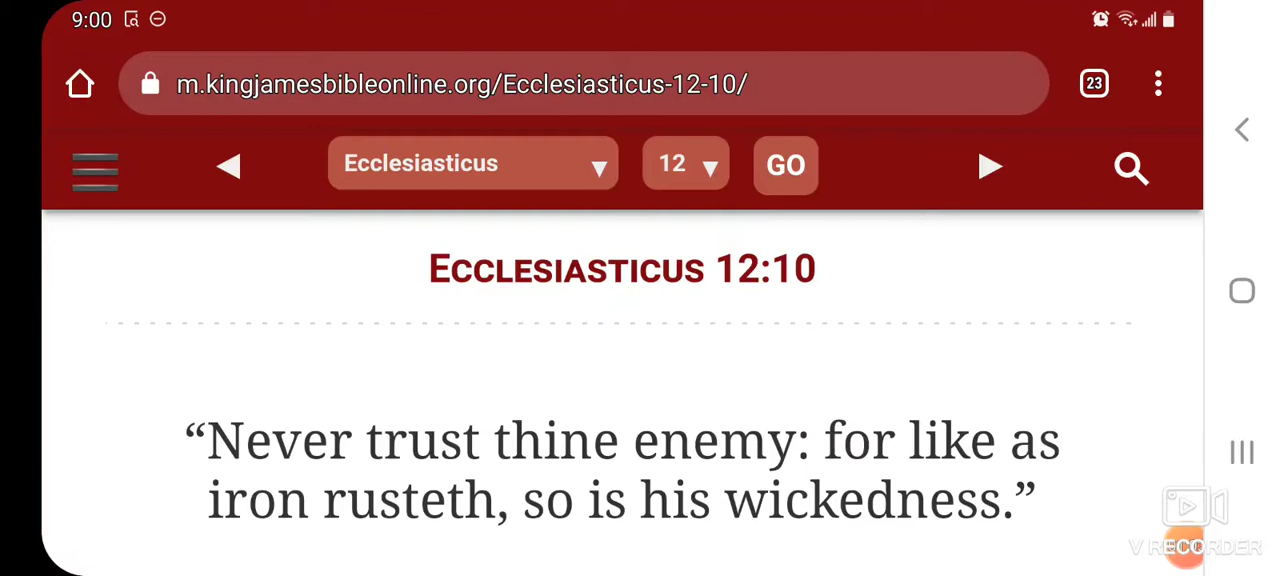 9:00
m.kingjamesbibleonline.org/Ecclesiasticus-12-10/
23
Ecclesiasticus
12
GO
ECCLESIASTICUS 12:10
“Never trust thine enemy: for like as
iron rusteth, so is his wickedness.”
V RECORDER